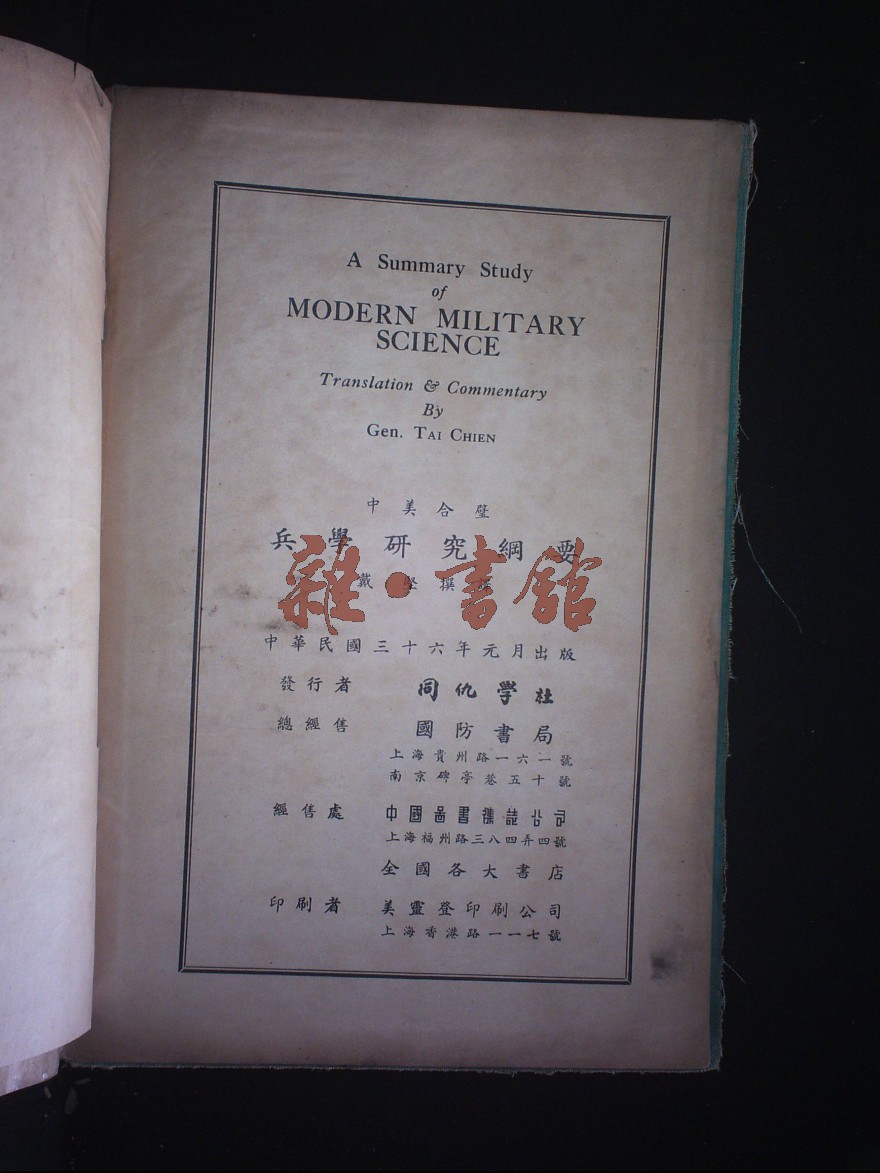 A Summary Study
of
MODERN MILITARY
SCIENCE
Translation & Commentary
By
Gen. TAI CHIEN
中美合璧
兵學研究綱要
戴堅撰
雜·書館
中華民國三十六年元月出版
發行者 同仇學社
總經售 國防書局
上海貴州路一六一號
南京碑亭巷五十號
經售處 中國圖書雜誌公司
上海福州路三八四弄四號
全國各大書店
印刷者 美靈登印刷公司
上海香港路一一七號